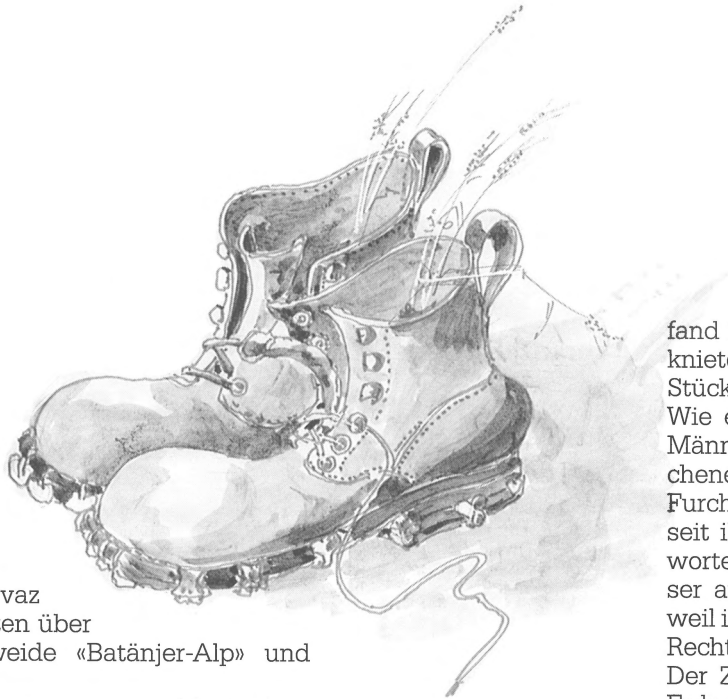 vaz
en über
weide «Batänjer-Alp» und
fand
kniet
Stück
Wie
Männ
chene
Furch
seit i
worte
ser a
weil i
Recht
Der Z